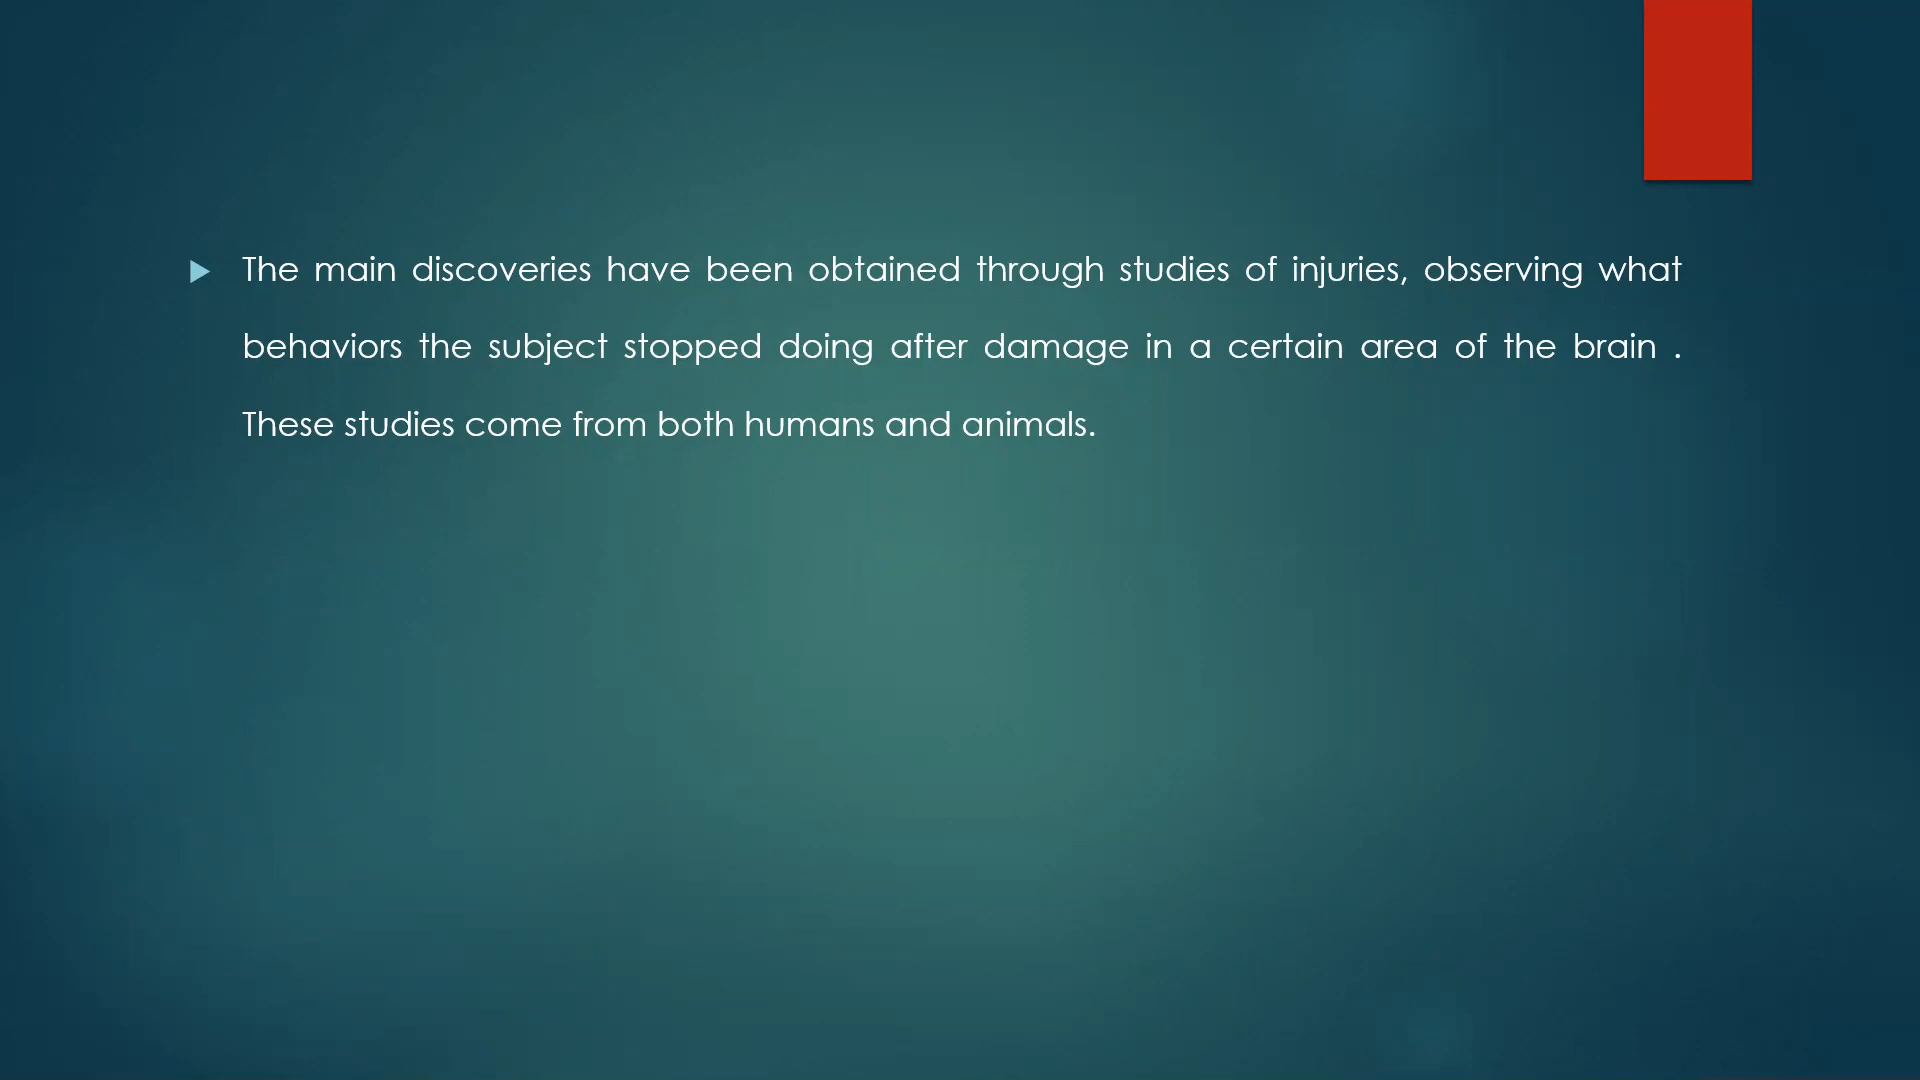 The main discoveries have been obtained through studies of injuries, observing what
behaviors the subject stopped doing after damage in a certain area of the brain .
These studies come from both humans and animals.